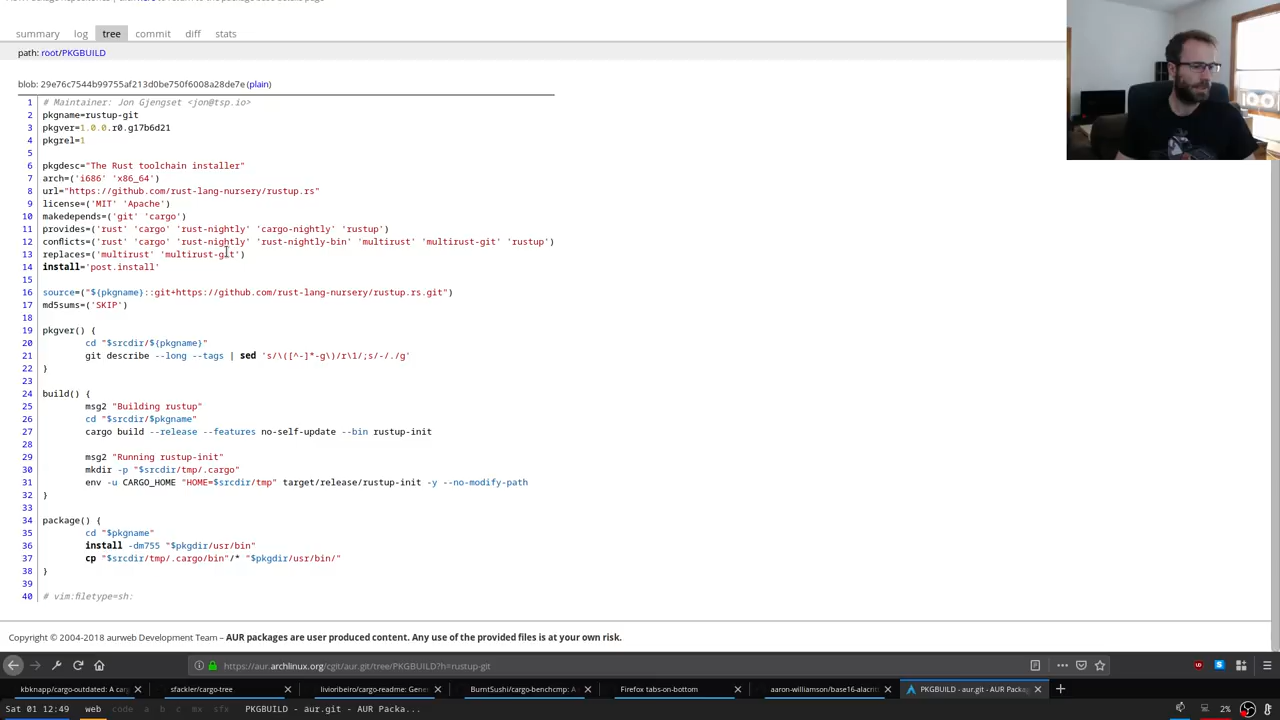 summary log tree commit diff stats
path: root/PKGBUILD
blob: 29e76c7544b99755af213d0be750f6008a28de7e (plain)
1 # Maintainer: Jon Gjengset <jon@tsp.io>
2 pkgname=rustup-git
3 pkgver=1.0.0.r0.g17b6d21
4 pkgrel=1
5
6 pkgdesc="The Rust toolchain installer"
7 arch=('i686' 'x86_64')
8 url="https://github.com/rust-lang-nursery/rustup.rs"
9 license=('MIT' 'Apache')
10 makedepends=('git' 'cargo')
11 provides=('rust' 'cargo' 'rust-nightly' 'cargo-nightly' 'rustup')
12 conflicts=('rust' 'cargo' 'rust-nightly' 'rust-nightly-bin' 'multirust' 'multirust-git' 'rustup')
13 replaces=('multirust' 'multirust-git')
14 install='post.install'
15
16 source=("${pkgname}::git+https://github.com/rust-lang-nursery/rustup.rs.git")
17 md5sums=('SKIP')
18
19 pkgver() {
20 cd "$srcdir/${pkgname}"
21 git describe --long --tags | sed 's/\([^-]*-g\)/r\1/;s/-/./g'
22 }
23
24 build() {
25 msg2 "Building rustup"
26 cd "$srcdir/$pkgname"
27 cargo build --release --features no-self-update --bin rustup-init
28
29 msg2 "Running rustup-init"
30 mkdir -p "$srcdir/tmp/.cargo"
31 env -u CARGO_HOME "HOME=$srcdir/tmp" target/release/rustup-init -y --no-modify-path
32 }
33
34 package() {
35 cd "$pkgname"
36 install -dm755 "$pkgdir/usr/bin"
37 cp "$srcdir/tmp/.cargo/bin"/* "$pkgdir/usr/bin/"
38 }
39
40 # vim:filetype=sh:
Copyright © 2004-2018 aurweb Development Team – AUR packages are user produced content. Any use of the provided files is at your own risk.
https://aur.archlinux.org/cgit/aur.git/tree/PKGBUILD?h=rustup-git
kbknapp/cargo-outdated: A car sfackler/cargo-tree livioribeiro/cargo-readme: Gene BurntSushi/cargo-benchcmp: A Firefox tabs-on-bottom aaron-williamson/base16-alacrit PKGBUILD - aur.git - AUR Packa
Sat 01 12:49 web code a b c mx sfx PKGBUILD - aur.git - AUR Packa... 2%